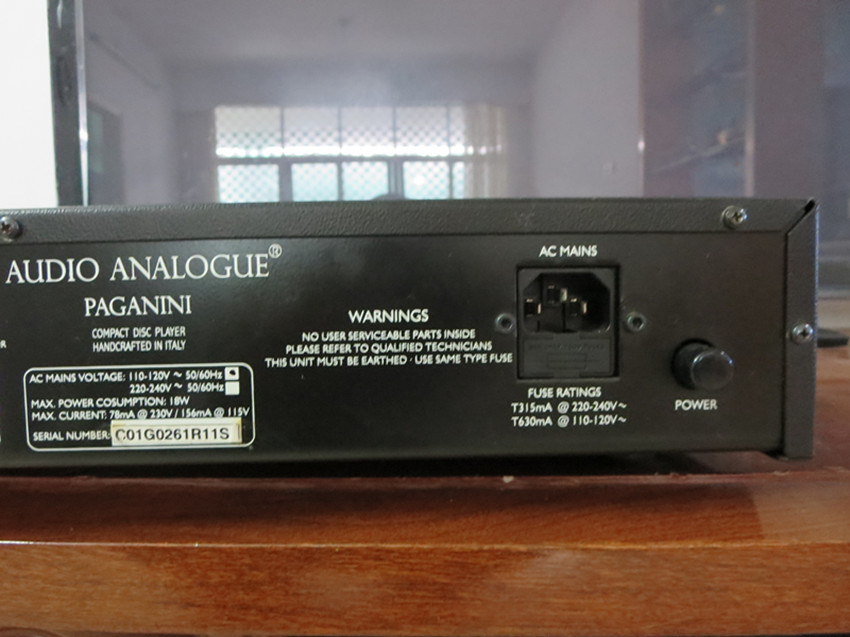 AUDIO ANALOGUE®
PAGANINI
COMPACT DISC PLAYER
HANDCRAFTED IN ITALY
AC MAINS VOLTAGE: 110-120V ~ 50/60Hz
220-240V ~ 50/60Hz
MAX. POWER COSUMPTION: 18W
MAX. CURRENT: 78mA @ 230V / 156mA @ 115V
SERIAL NUMBER: C01G0261R11S
WARNINGS
NO USER SERVICEABLE PARTS INSIDE
PLEASE REFER TO QUALIFIED TECHNICIANS
THIS UNIT MUST BE EARTHED · USE SAME TYPE FUSE
AC MAINS
FUSE RATINGS
T315mA @ 220-240V~
T630mA @ 110-120V~
POWER